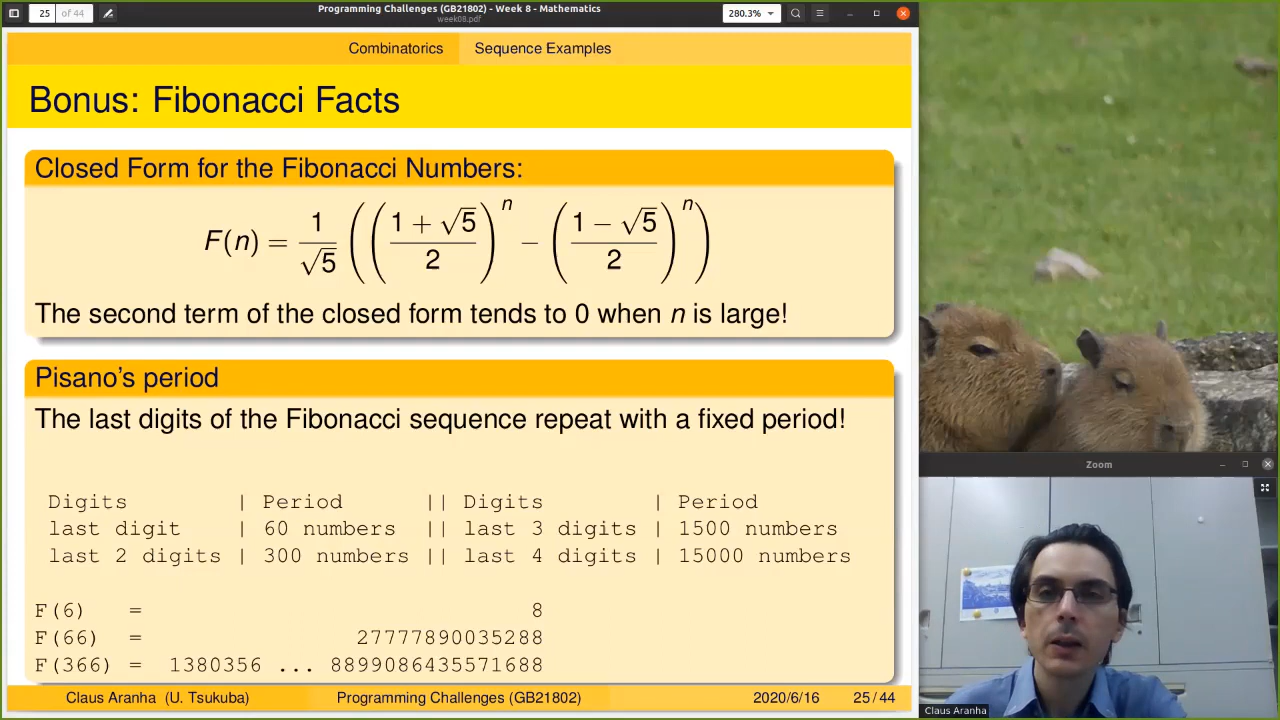 25 of 44
Programming Challenges (GB21802) - Week 8 - Mathematics
week08.pdf
280.3%
Combinatorics Sequence Examples
Bonus: Fibonacci Facts
Closed Form for the Fibonacci Numbers:
F(n) = 1/√5 (((1 + √5)/2)^n − ((1 − √5)/2)^n)
The second term of the closed form tends to 0 when n is large!
Pisano's period
The last digits of the Fibonacci sequence repeat with a fixed period!
Digits | Period || Digits | Period
last digit | 60 numbers || last 3 digits | 1500 numbers
last 2 digits | 300 numbers || last 4 digits | 15000 numbers
F(6) = 8
F(66) = 27777890035288
F(366) = 1380356 ... 8899086435571688
Claus Aranha (U. Tsukuba) Programming Challenges (GB21802) 2020/6/16 25 / 44
Zoom
Claus Aranha